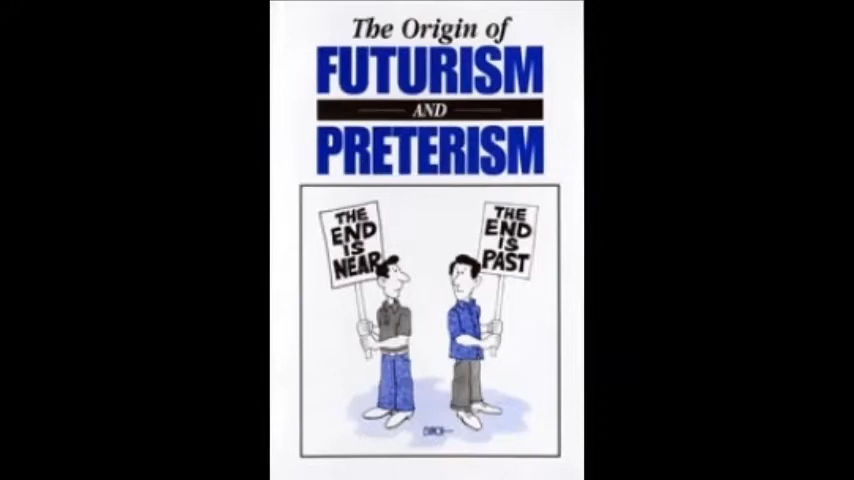 The Origin of
FUTURISM
AND
PRETERISM
THE
END
IS
NEAR
THE
END
IS
PAST